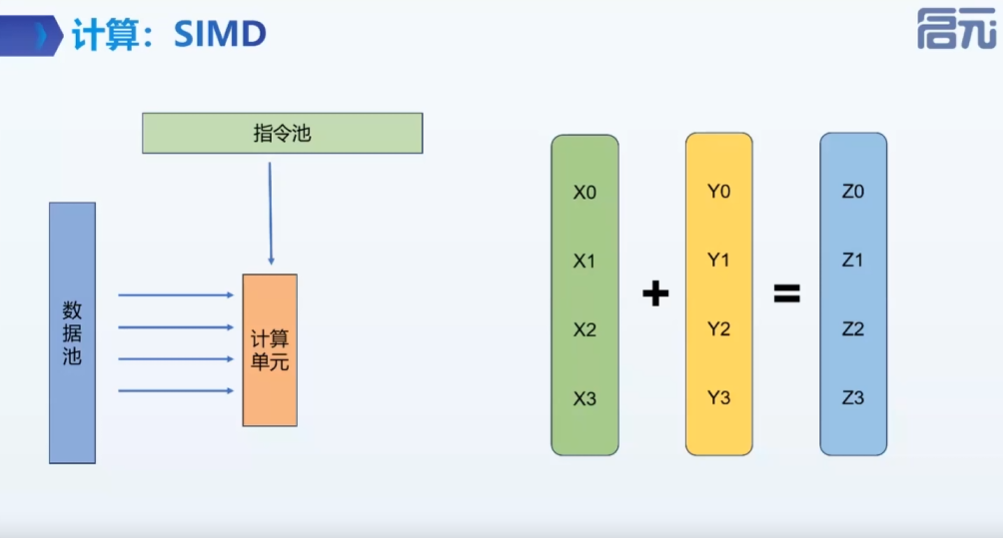 计算：SIMD
启元
指令池
数据池
计算
单元
X0
X1
X2
X3
+
Y0
Y1
Y2
Y3
=
Z0
Z1
Z2
Z3